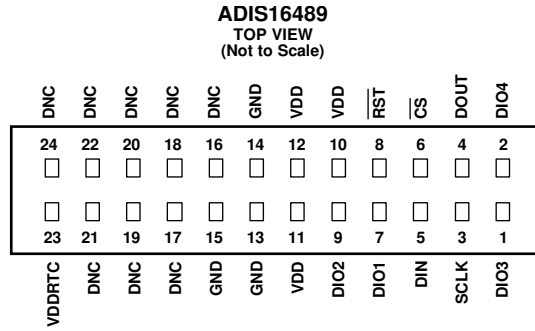 ADIS16489
TOP VIEW
(Not to Scale)
DNC DNC DNC DNC DNC GND VDD VDD RST CS DOUT DIO4
24 22 20 18 16 14 12 10 8 6 4 2
23 21 19 17 15 13 11 9 7 5 3 1
VDDRTC DNC DNC DNC GND GND VDD DIO2 DIO1 DIN SCLK DIO3